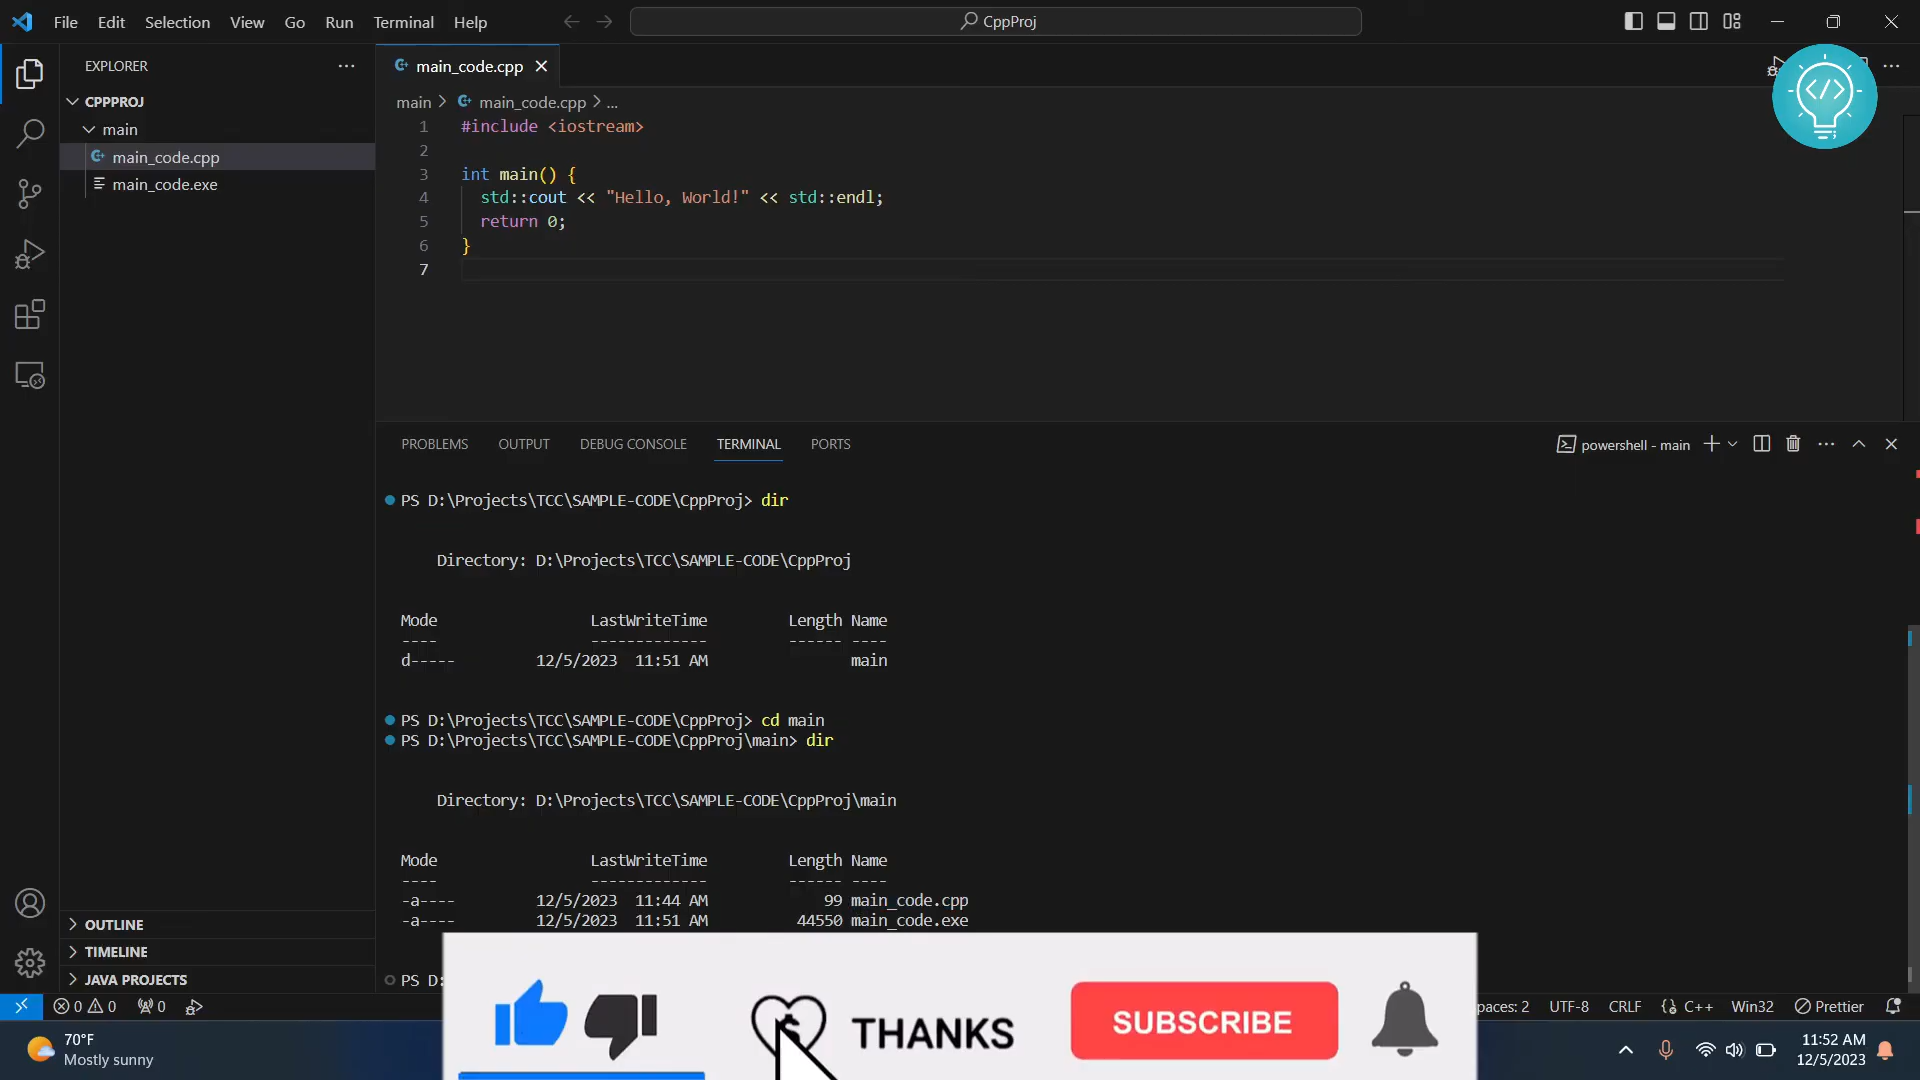 File Edit Selection View Go Run Terminal Help
CppProj
EXPLORER
CPPPROJ
main
main_code.cpp
main_code.exe
OUTLINE
TIMELINE
JAVA PROJECTS
main_code.cpp
main > main_code.cpp > ...
1 #include <iostream>
2
3 int main() {
4 std::cout << "Hello, World!" << std::endl;
5 return 0;
6 }
7
PROBLEMS OUTPUT DEBUG CONSOLE TERMINAL PORTS
powershell - main
PS D:\Projects\TCC\SAMPLE-CODE\CppProj> dir
Directory: D:\Projects\TCC\SAMPLE-CODE\CppProj
Mode LastWriteTime Length Name
---- ------------- ------ ----
d----- 12/5/2023 11:51 AM main
PS D:\Projects\TCC\SAMPLE-CODE\CppProj> cd main
PS D:\Projects\TCC\SAMPLE-CODE\CppProj\main> dir
Directory: D:\Projects\TCC\SAMPLE-CODE\CppProj\main
Mode LastWriteTime Length Name
---- ------------- ------ ----
-a---- 12/5/2023 11:44 AM 99 main_code.cpp
-a---- 12/5/2023 11:51 AM 44550 main_code.exe
PS D:
THANKS
SUBSCRIBE
0 0 0
paces: 2 UTF-8 CRLF {} C++ Win32 Prettier
70°F
Mostly sunny
11:52 AM
12/5/2023